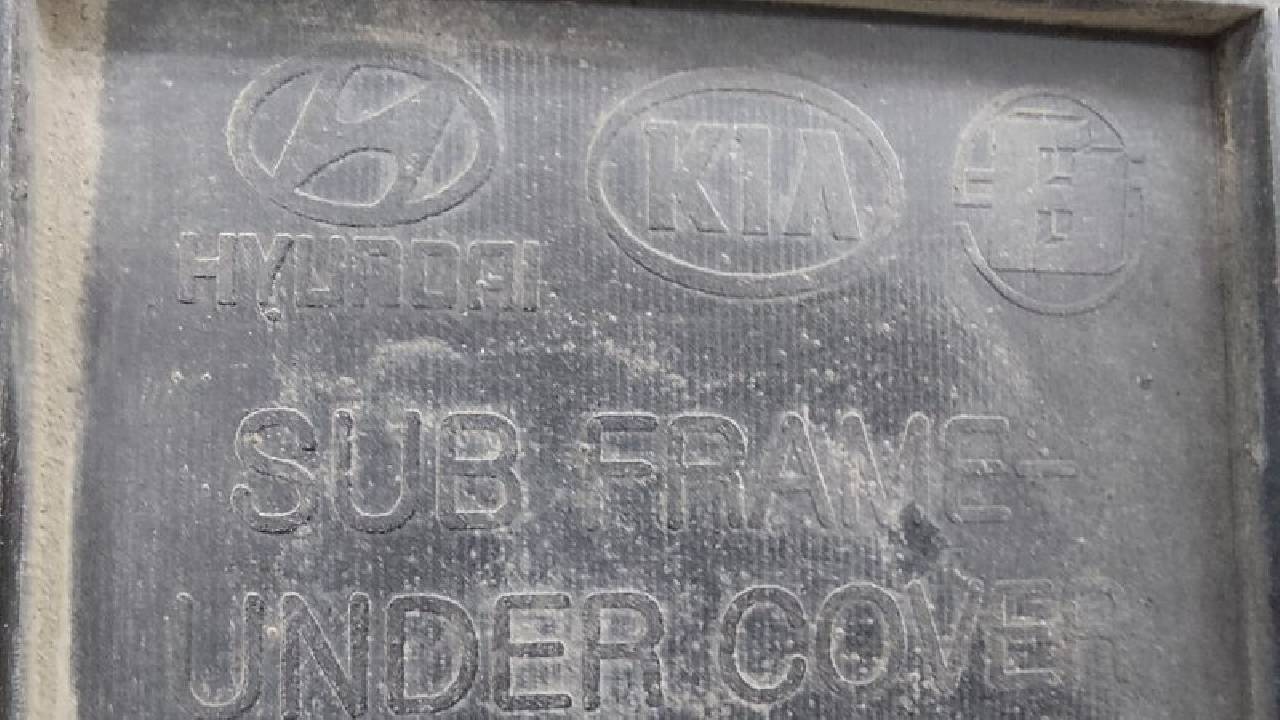 HYUNDAI
KIA
SUB FRAME-
UNDER COVER